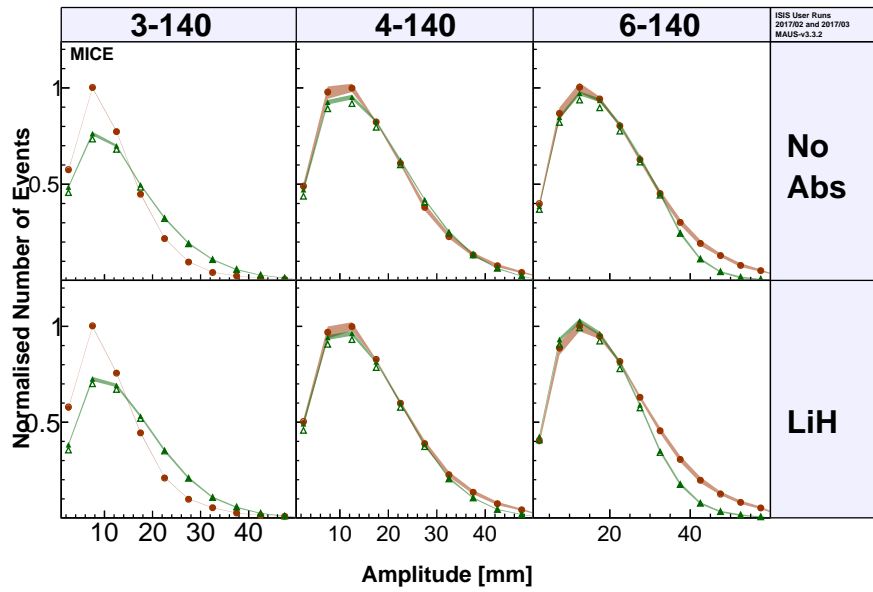 3-140 4-140 6-140
ISIS User Runs
2017/02 and 2017/03
MAUS-v3.3.2
MICE
1
0.5
No
Abs
1
0.5
LiH
Normalised Number of Events
10 20 30 40 10 20 30 40 20 40
Amplitude [mm]